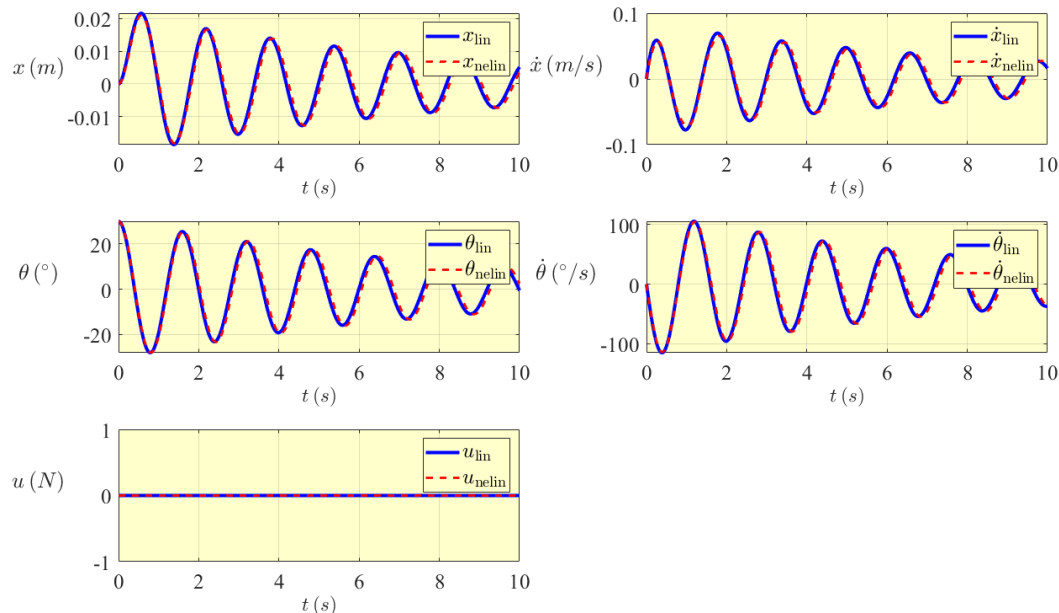 x (m)
0.02
0.01
0
-0.01
x_lin
x_nelin
0 2 4 6 8 10
t (s)
ẋ (m/s)
0.1
0
-0.1
ẋ_lin
ẋ_nelin
0 2 4 6 8 10
t (s)
θ (°)
20
0
-20
θ_lin
θ_nelin
0 2 4 6 8 10
t (s)
θ̇ (°/s)
100
0
-100
θ̇_lin
θ̇_nelin
0 2 4 6 8 10
t (s)
u (N)
1
0
-1
u_lin
u_nelin
0 2 4 6 8 10
t (s)